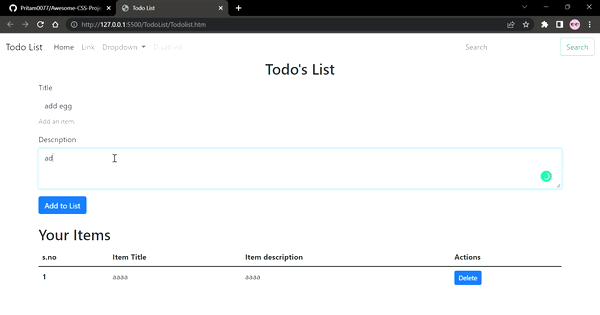 Pritam0077/Awesome-CSS-Proje
Todo List
http://127.0.0.1:5500/TodoList/Todolist.htm
Todo List Home Link Dropdown Disabled Search Search
Todo's List
Title
add egg
Add an item
Description
ad
Add to List
Your Items
s.no Item Title Item description Actions
1 aaaa aaaa Delete